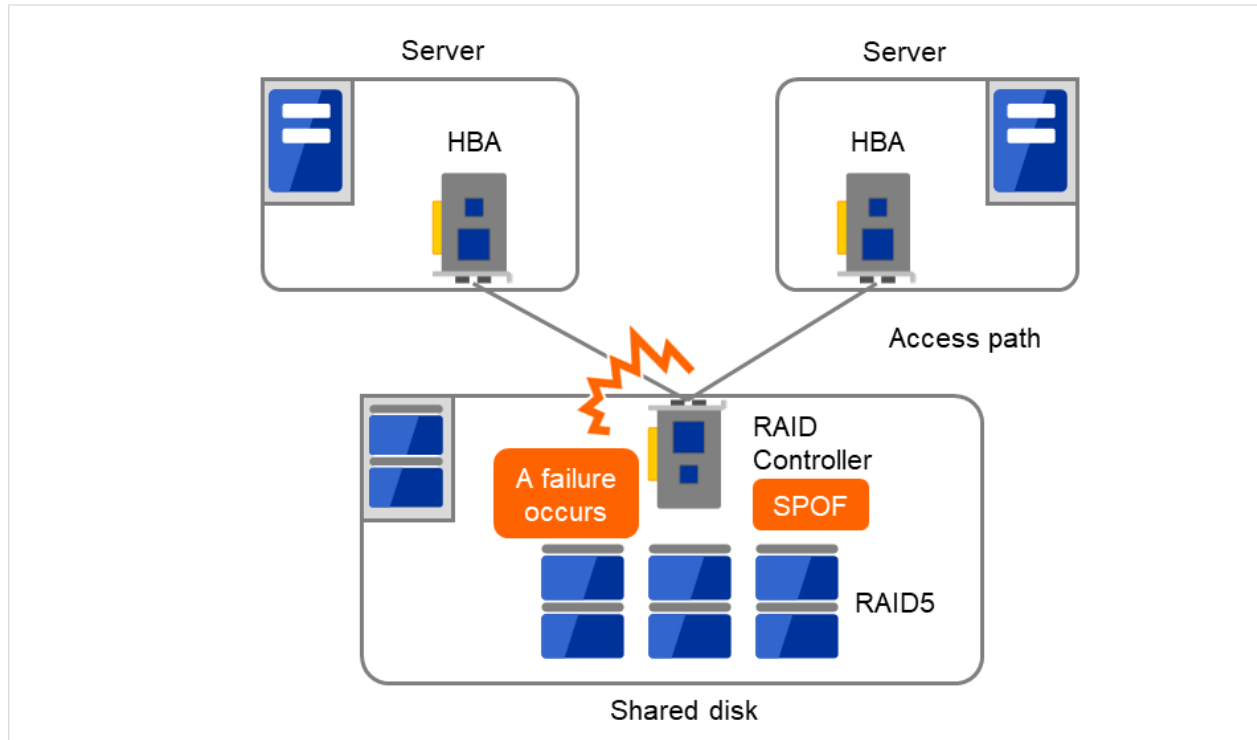 Server
Server
HBA
HBA
Access path
RAID
Controller
A failure
occurs
SPOF
RAID5
Shared disk